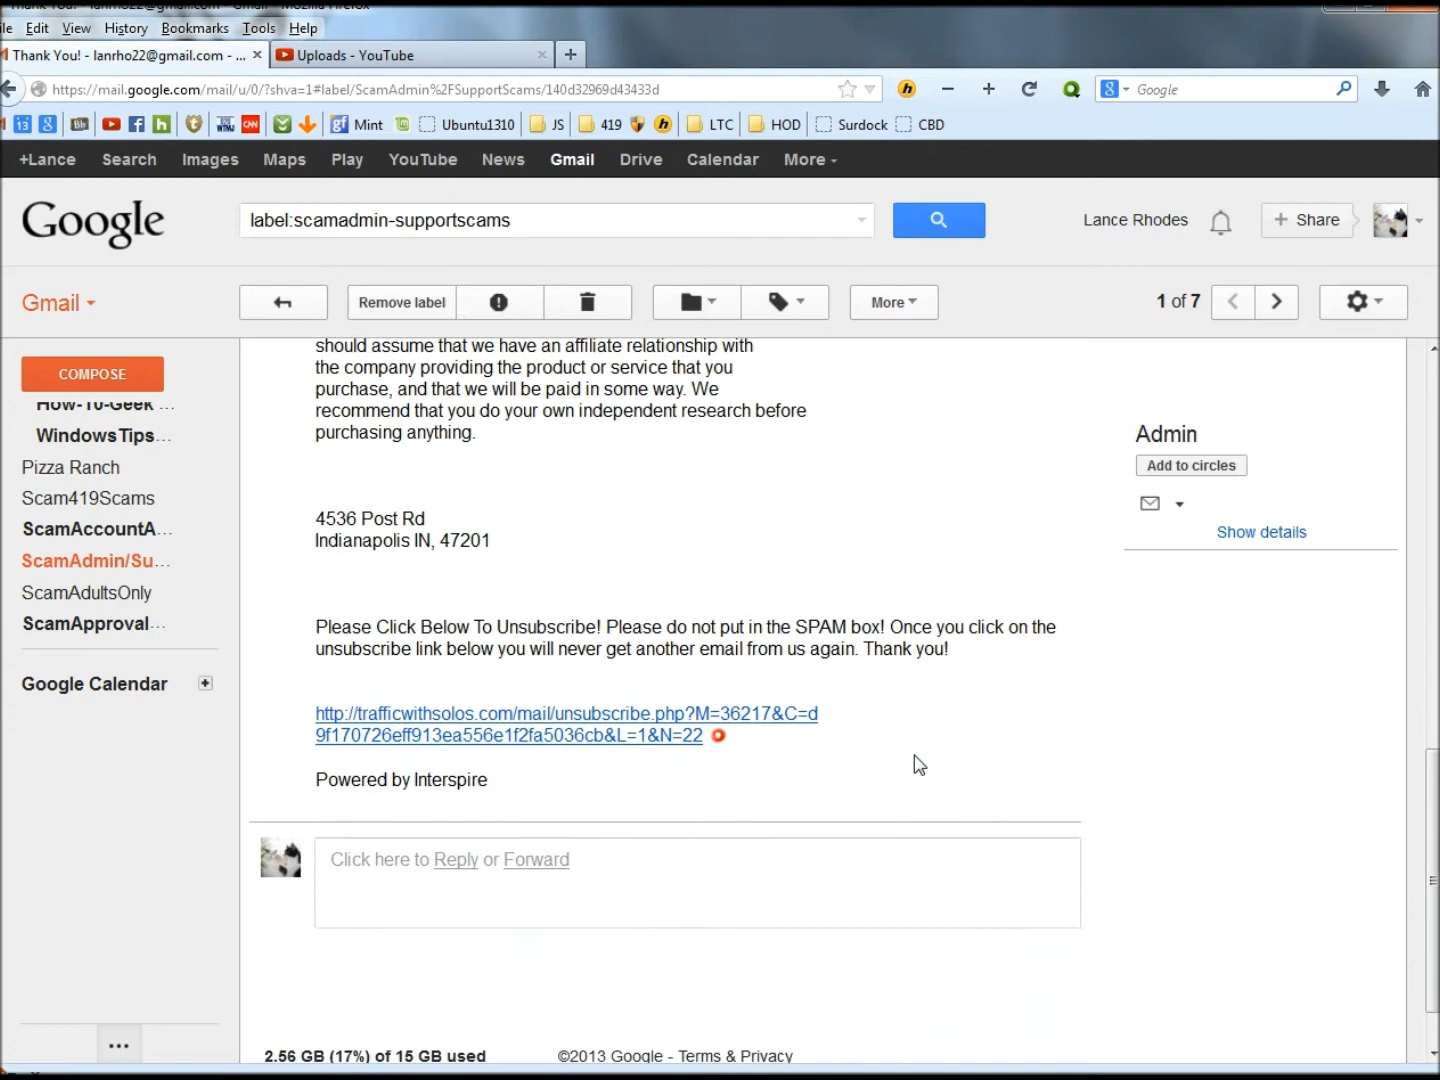 Edit View History Bookmarks Tools Help
Thank You! - lanrho22@gmail.com - ...
Uploads - YouTube
https://mail.google.com/mail/u/0/?shva=1#label/ScamAdmin%2FSupportScams/140d32969d43433d
Google
Mint Ubuntu1310 JS 419 LTC HOD Surdock CBD
+Lance Search Images Maps Play YouTube News Gmail Drive Calendar More
Google
label:scamadmin-supportscams
Lance Rhodes
+ Share
Gmail
Remove label
More
1 of 7
COMPOSE
How-To-Geek ...
WindowsTips...
Pizza Ranch
Scam419Scams
ScamAccountA...
ScamAdmin/Su...
ScamAdultsOnly
ScamApproval...
Google Calendar
should assume that we have an affiliate relationship with
the company providing the product or service that you
purchase, and that we will be paid in some way. We
recommend that you do your own independent research before
purchasing anything.
4536 Post Rd
Indianapolis IN, 47201
Please Click Below To Unsubscribe! Please do not put in the SPAM box! Once you click on the
unsubscribe link below you will never get another email from us again. Thank you!
http://trafficwithsolos.com/mail/unsubscribe.php?M=36217&C=d
9f170726eff913ea556e1f2fa5036cb&L=1&N=22
Powered by Interspire
Click here to Reply or Forward
Admin
Add to circles
Show details
2.56 GB (17%) of 15 GB used
©2013 Google - Terms & Privacy